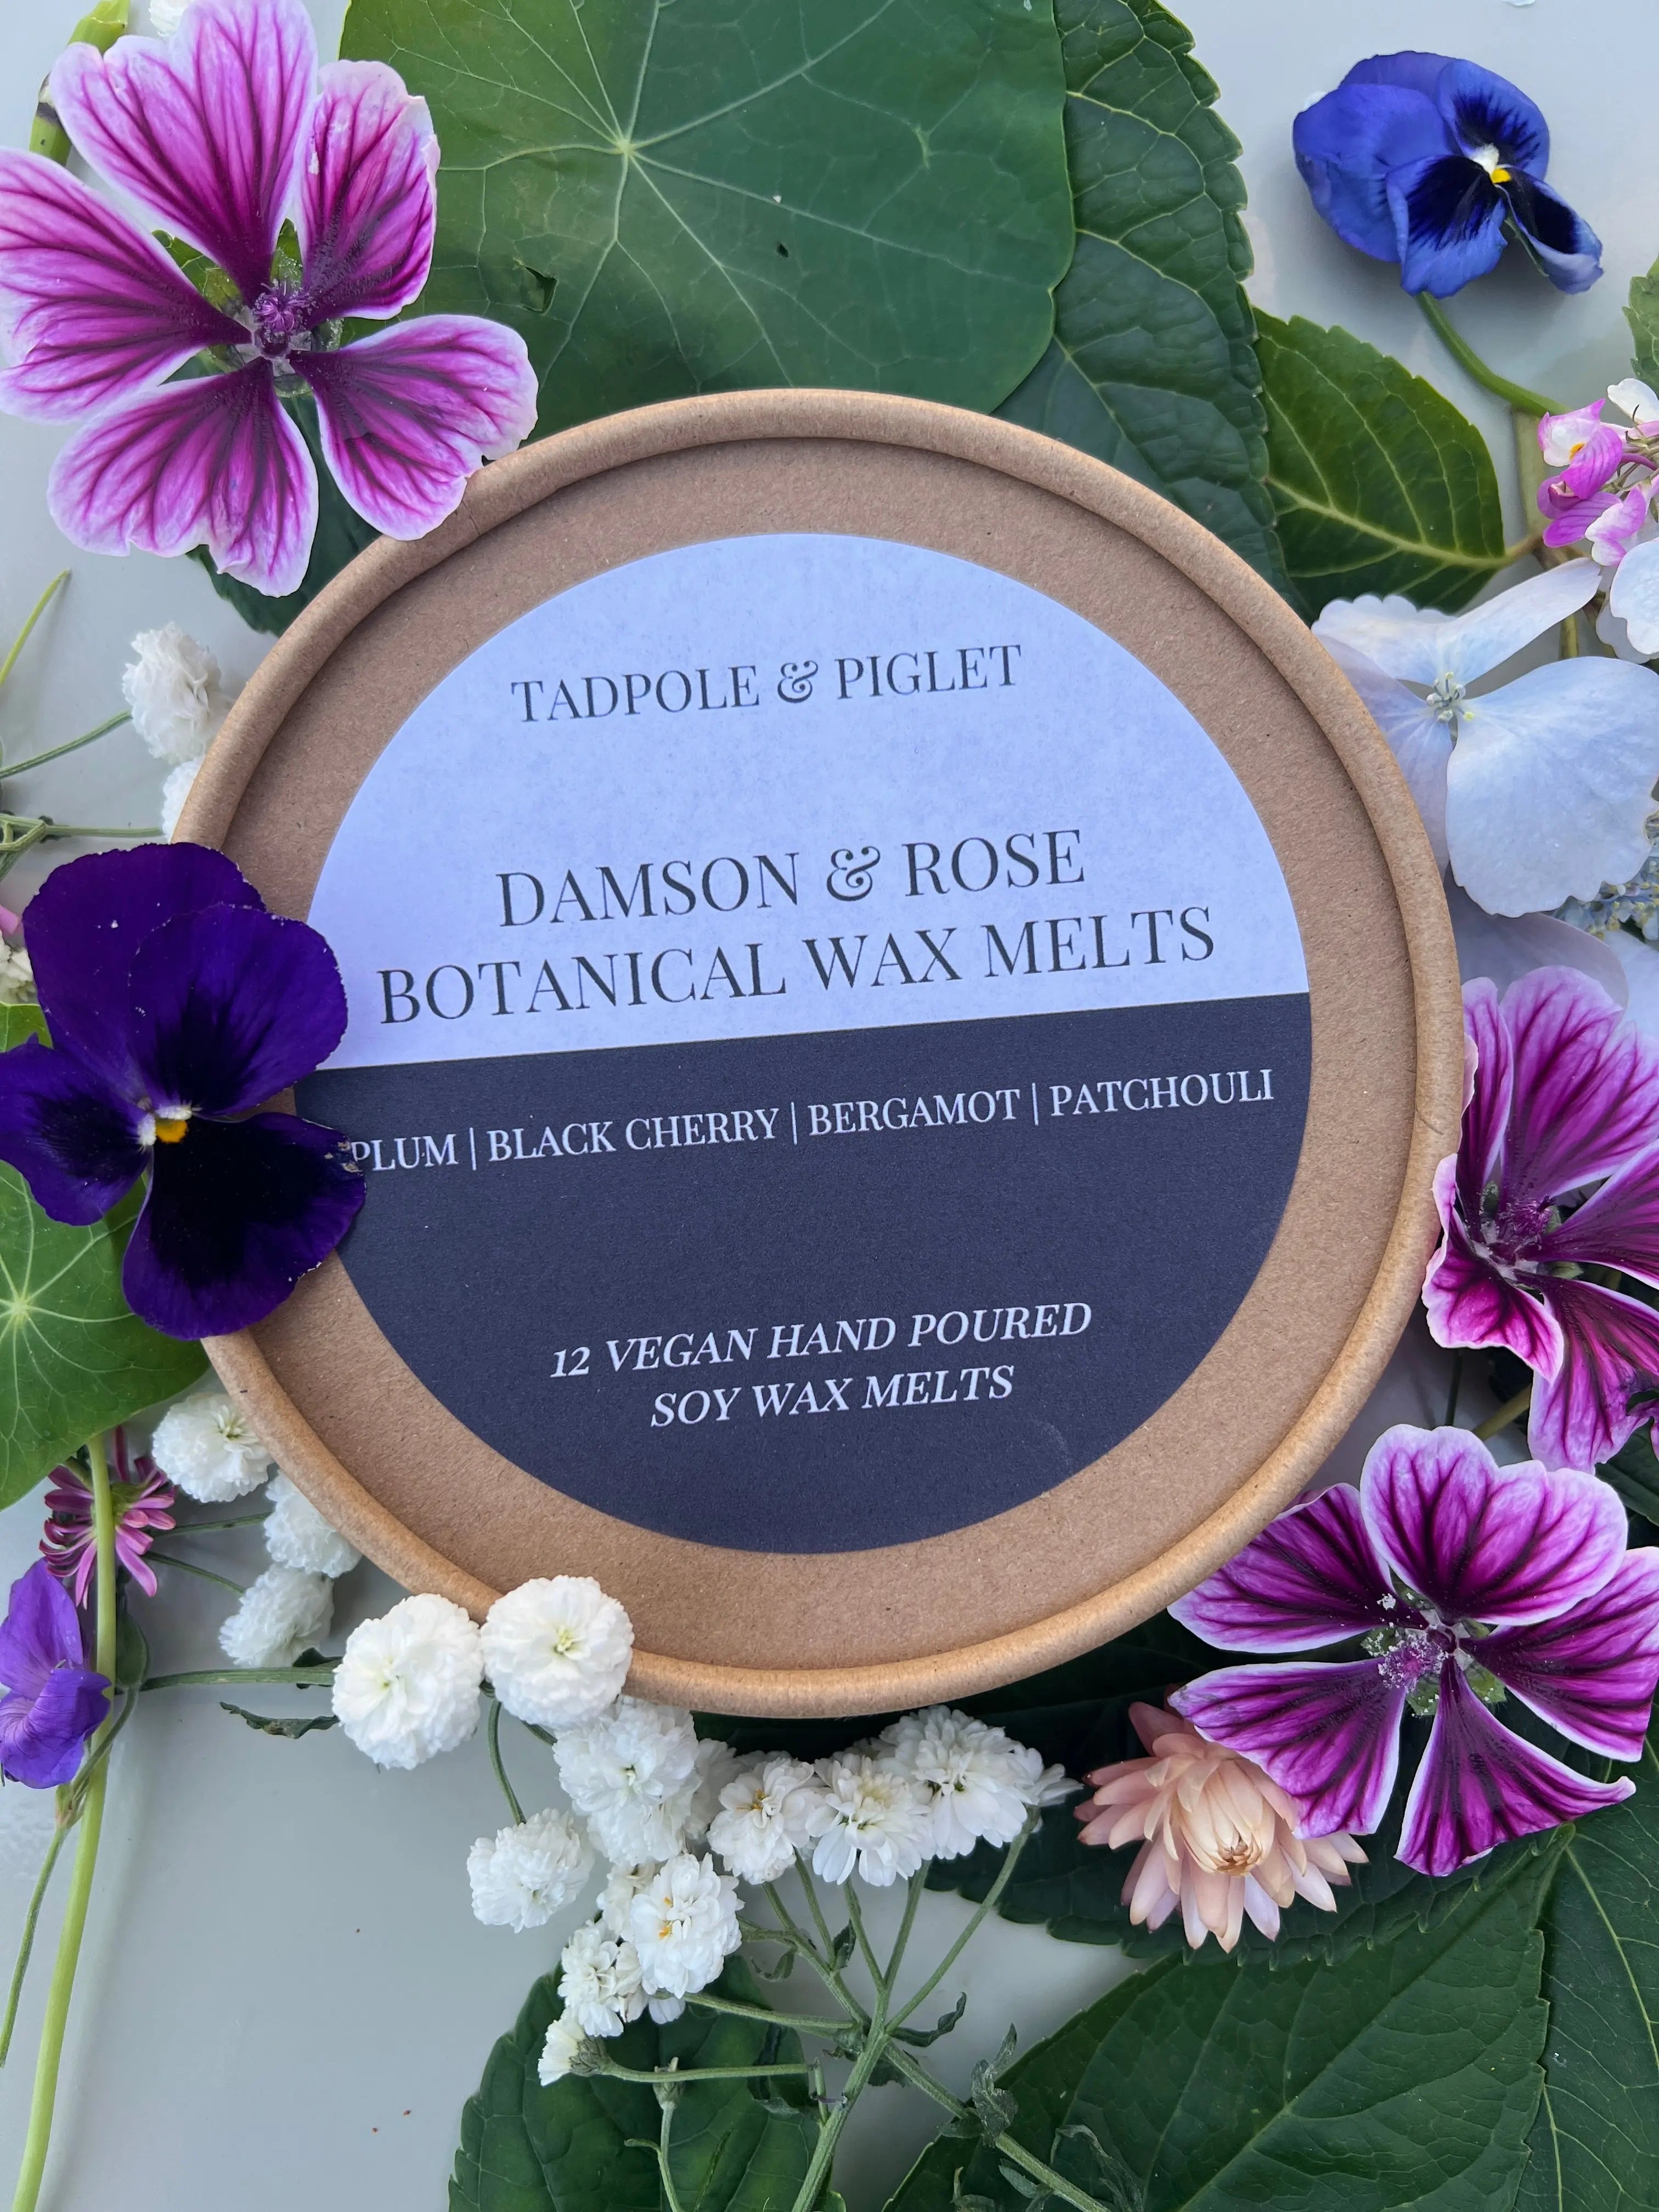 TADPOLE & PIGLET
DAMSON & ROSE
BOTANICAL WAX MELTS
PLUM | BLACK CHERRY | BERGAMOT | PATCHOULI
12 VEGAN HAND POURED
SOY WAX MELTS